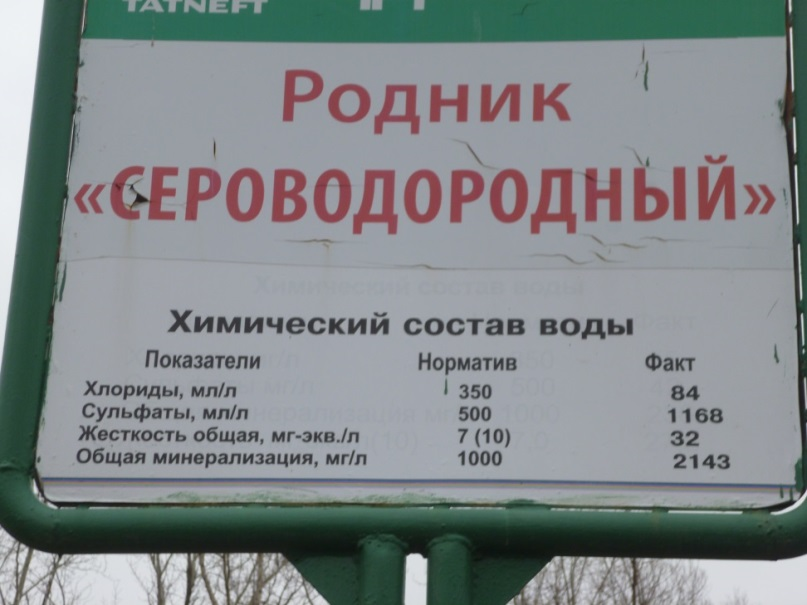 TATNEFT
Родник
«СЕРОВОДОРОДНЫЙ»
Химический состав воды
Показатели Норматив Факт
Хлориды, мл/л 350 84
Сульфаты, мл/л 500 1168
Жесткость общая, мг-экв./л 7 (10) 32
Общая минерализация, мг/л 1000 2143